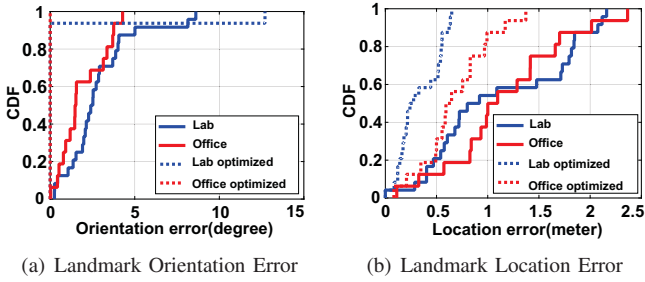 1
0.8
0.6
0.4
0.2
0
CDF
Lab
Office
Lab optimized
Office optimized
0 5 10 15
Orientation error(degree)
(a) Landmark Orientation Error
1
0.8
0.6
0.4
0.2
0
CDF
Lab
Office
Lab optimized
Office optimized
0 0.5 1 1.5 2 2.5
Location error(meter)
(b) Landmark Location Error